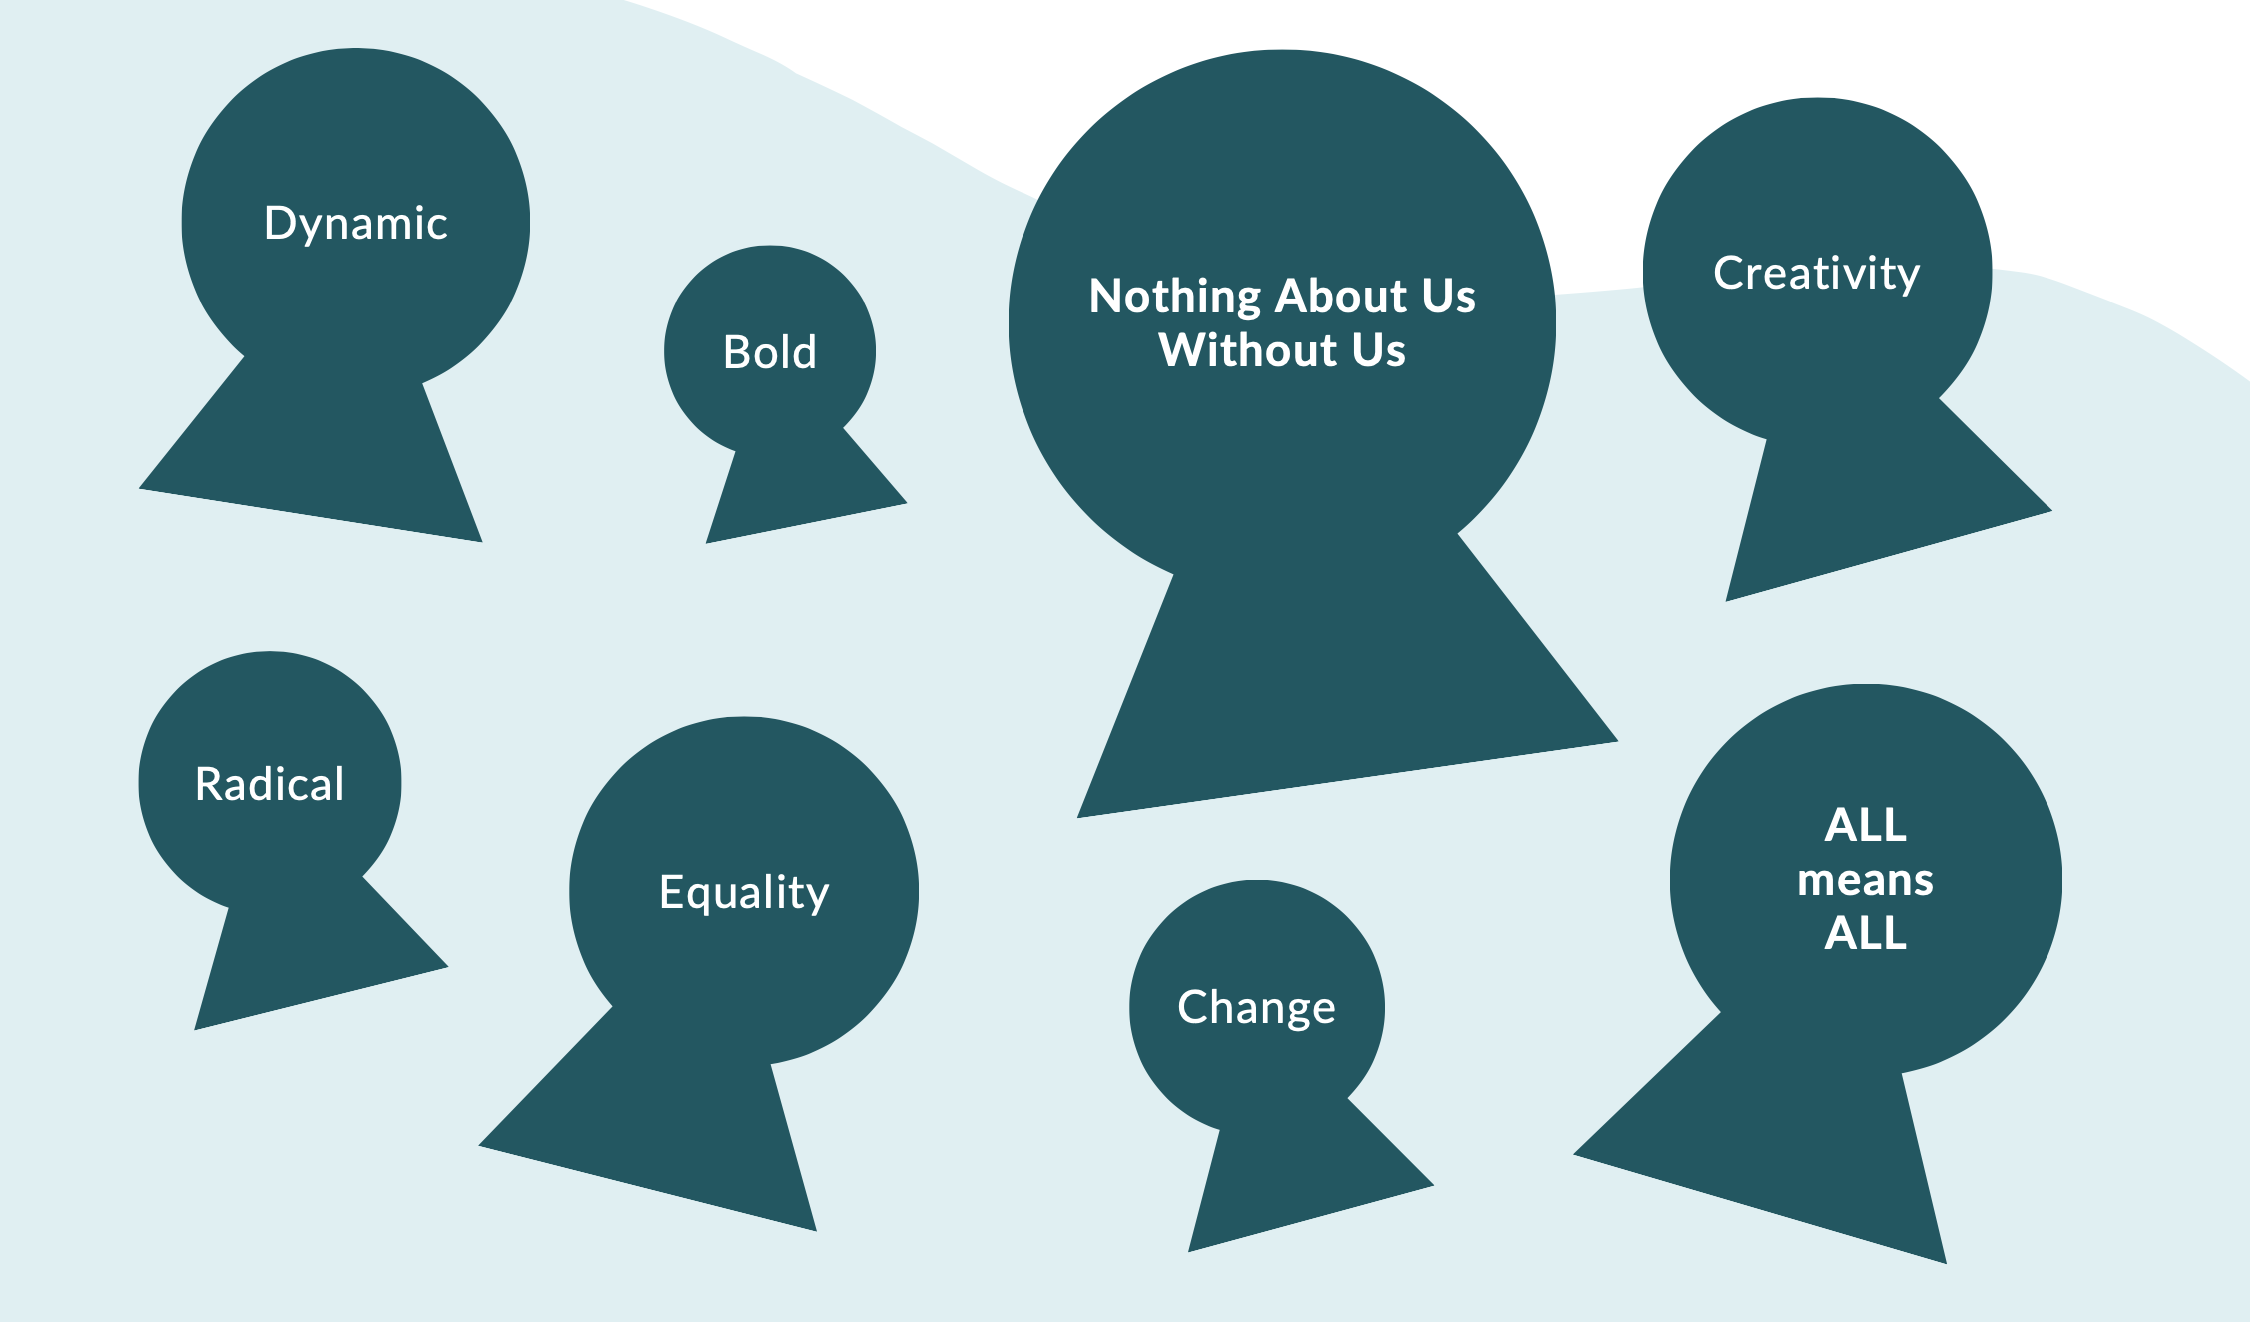 Dynamic
Bold
Nothing About Us
Without Us
Creativity
Radical
Equality
Change
ALL
means
ALL